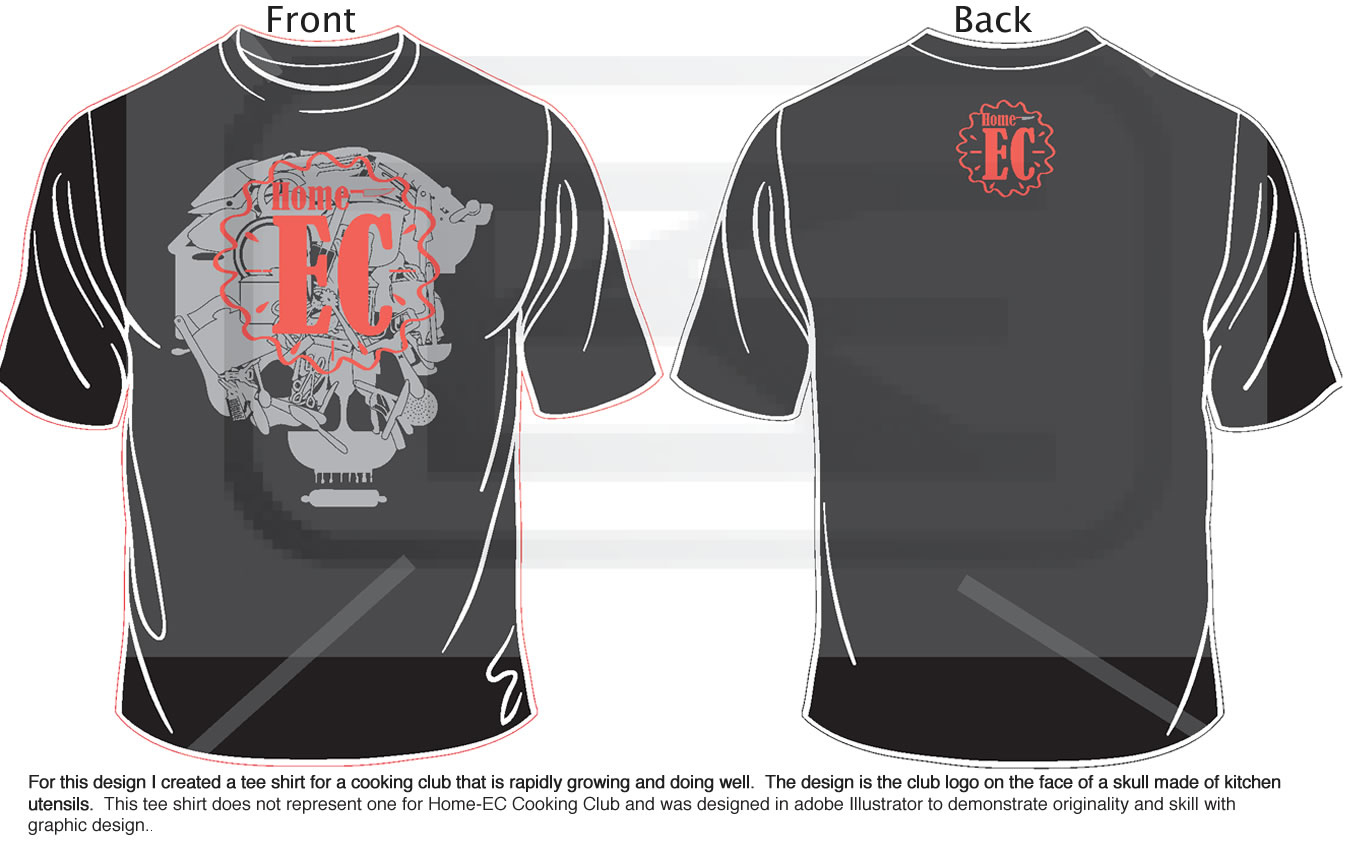 Front
Back
Home
EC
Home
EC
For this design I created a tee shirt for a cooking club that is rapidly growing and doing well.  The design is the club logo on the face of a skull made of kitchen
utensils.  This tee shirt does not represent one for Home-EC Cooking Club and was designed in adobe Illustrator to demonstrate originality and skill with
graphic design..